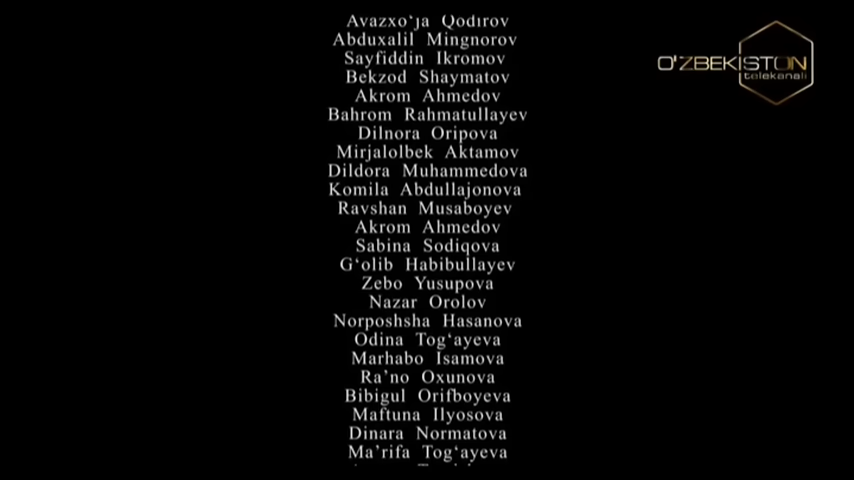 Avazxo‘ja Qodirov
Abduxalil Mingnorov
Sayfiddin Ikromov
Bekzod Shaymatov
Akrom Ahmedov
Bahrom Rahmatullayev
Dilnora Oripova
Mirjalolbek Aktamov
Dildora Muhammedova
Komila Abdullajonova
Ravshan Musaboyev
Akrom Ahmedov
Sabina Sodiqova
G‘olib Habibullayev
Zebo Yusupova
Nazar Orolov
Norposhsha Hasanova
Odina Tog‘ayeva
Marhabo Isamova
Ra’no Oxunova
Bibigul Orifboyeva
Maftuna Ilyosova
Dinara Normatova
Ma’rifa Tog‘ayeva
O'ZBEKISTON
telekanali